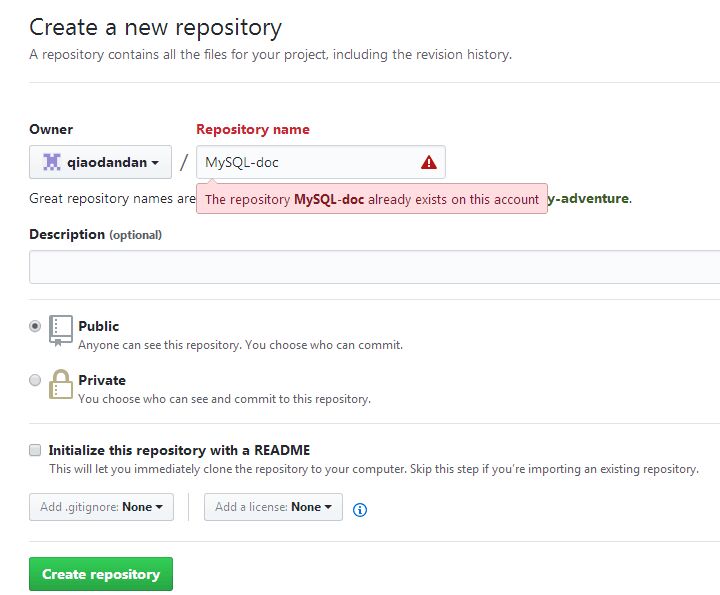 Create a new repository
A repository contains all the files for your project, including the revision history.
Owner
Repository name
qiaodandan / MySQL-doc
Great repository names are
The repository MySQL-doc already exists on this account
y-adventure.
Description (optional)
Public
Anyone can see this repository. You choose who can commit.
Private
You choose who can see and commit to this repository.
Initialize this repository with a README
This will let you immediately clone the repository to your computer. Skip this step if you're importing an existing repository.
Add .gitignore: None
Add a license: None
Create repository